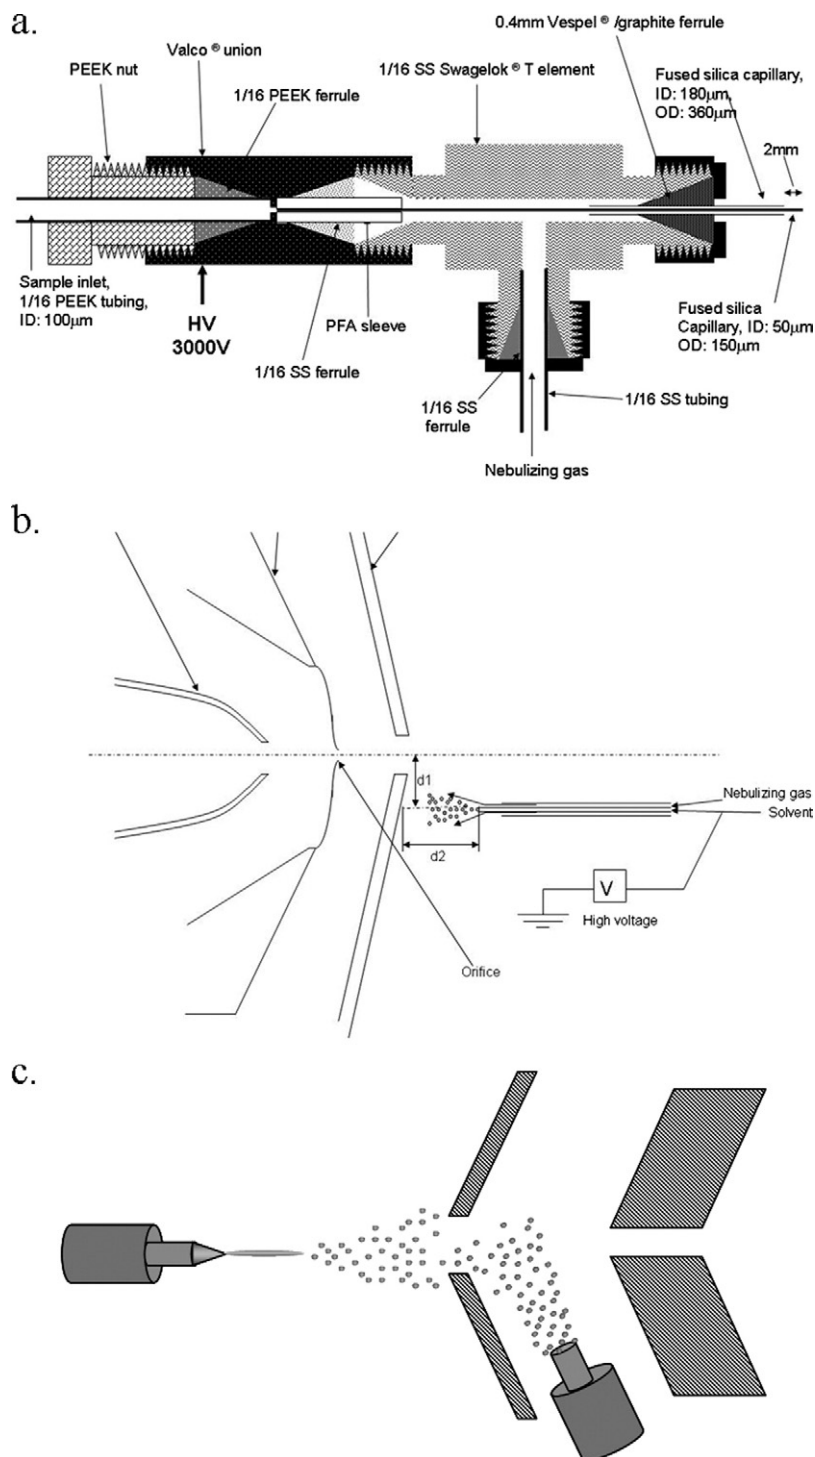 a.
0.4mm Vespel ® /graphite ferrule
Valco ® union
PEEK nut
1/16 SS Swagelok ® T element
Fused silica capillary,
ID: 180µm,
OD: 360µm
1/16 PEEK ferrule
2mm
Sample inlet,
1/16 PEEK tubing,
ID: 100µm
HV
3000V
PFA sleeve
1/16 SS ferrule
Fused silica
Capillary, ID: 50µm
OD: 150µm
1/16 SS
ferrule
1/16 SS tubing
Nebulizing gas
b.
d1
Nebulizing gas
Solvent
d2
V
High voltage
Orifice
c.